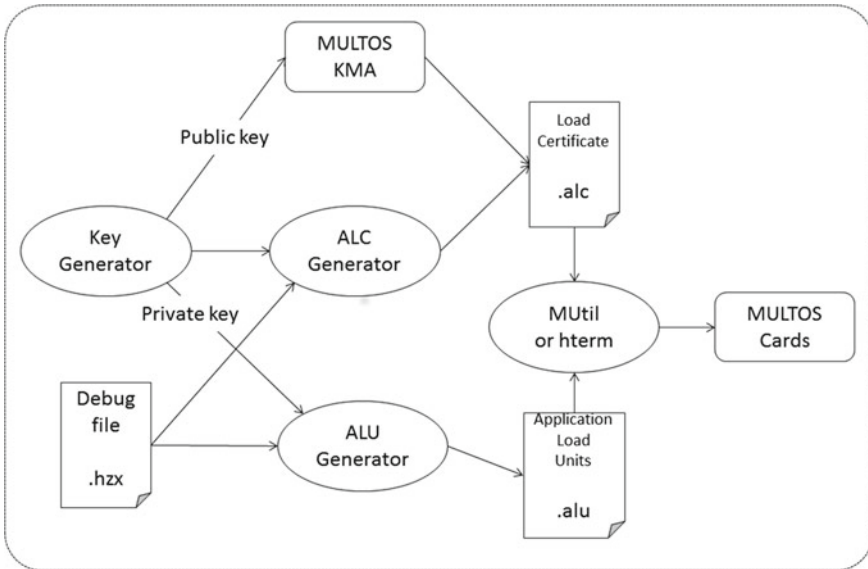 MULTOS
KMA
Load
Certificate
.alc
Public key
Key
Generator
ALC
Generator
Private key
MUtil
or hterm
MULTOS
Cards
Debug
file
.hzx
ALU
Generator
Application
Load
Units
.alu